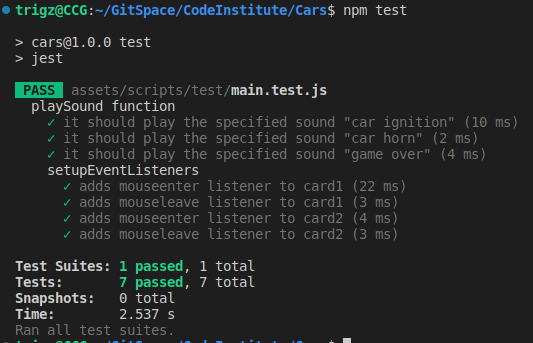 trigz@CCG:~/GitSpace/CodeInstitute/Cars$ npm test
> cars@1.0.0 test
> jest
PASS assets/scripts/test/main.test.js
playSound function
✓ it should play the specified sound "car ignition" (10 ms)
✓ it should play the specified sound "car horn" (2 ms)
✓ it should play the specified sound "game over" (4 ms)
setupEventListeners
✓ adds mouseenter listener to card1 (22 ms)
✓ adds mouseleave listener to card1 (3 ms)
✓ adds mouseenter listener to card2 (4 ms)
✓ adds mouseleave listener to card2 (3 ms)
Test Suites: 1 passed, 1 total
Tests: 7 passed, 7 total
Snapshots: 0 total
Time: 2.537 s
Ran all test suites.
trigz@CCG:~/GitSpace/CodeInstitute/Cars$